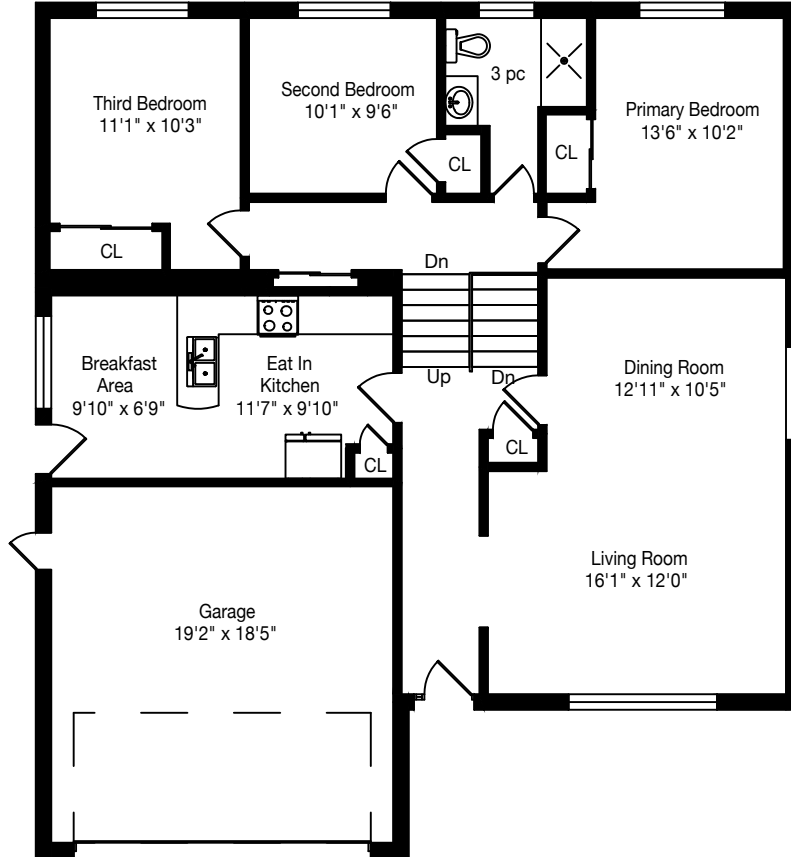 Third Bedroom
11'1" x 10'3"
Second Bedroom
10'1" x 9'6"
3 pc
Primary Bedroom
13'6" x 10'2"
CL
CL
CL
Dn
Breakfast
Area
9'10" x 6'9"
Eat In
Kitchen
11'7" x 9'10"
Up
Dn
Dining Room
12'11" x 10'5"
CL
CL
Living Room
16'1" x 12'0"
Garage
19'2" x 18'5"